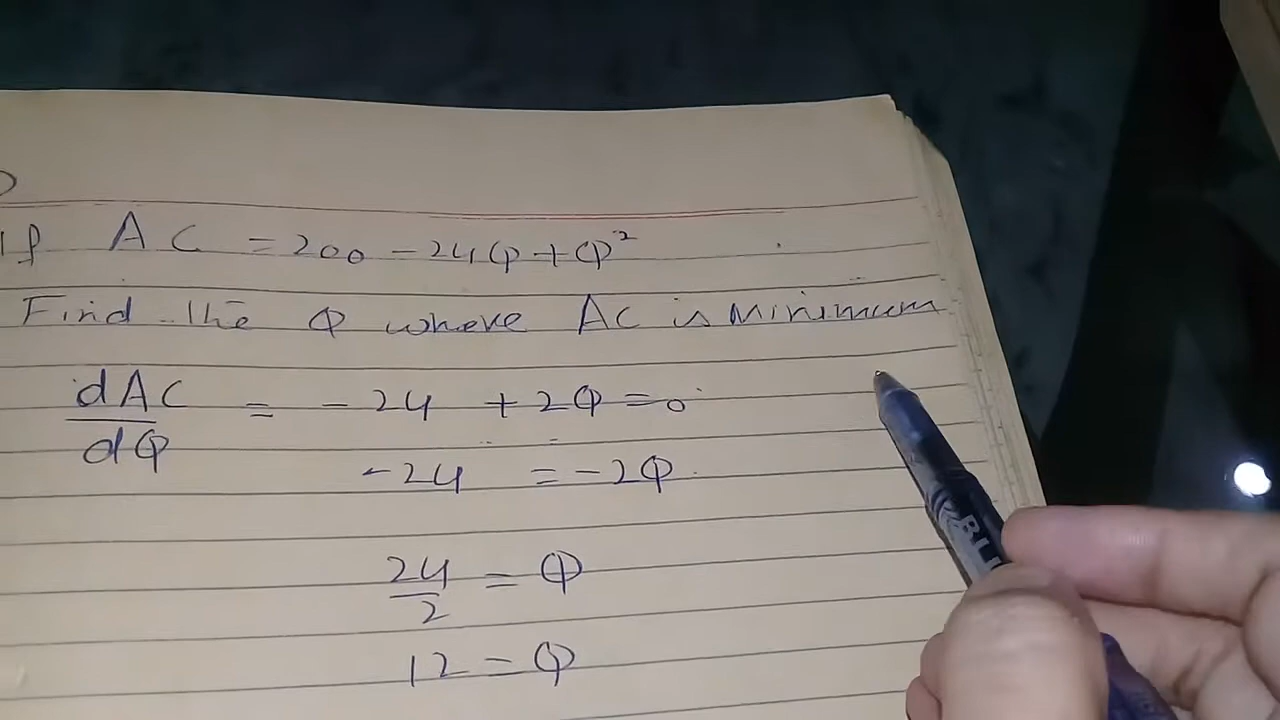 If AC = 200 - 24Q + Q²
Find the Q where AC is Minimum
dAC/dQ = - 24 + 2Q = 0
-24 = -2Q
24/2 = Q
12 = Q